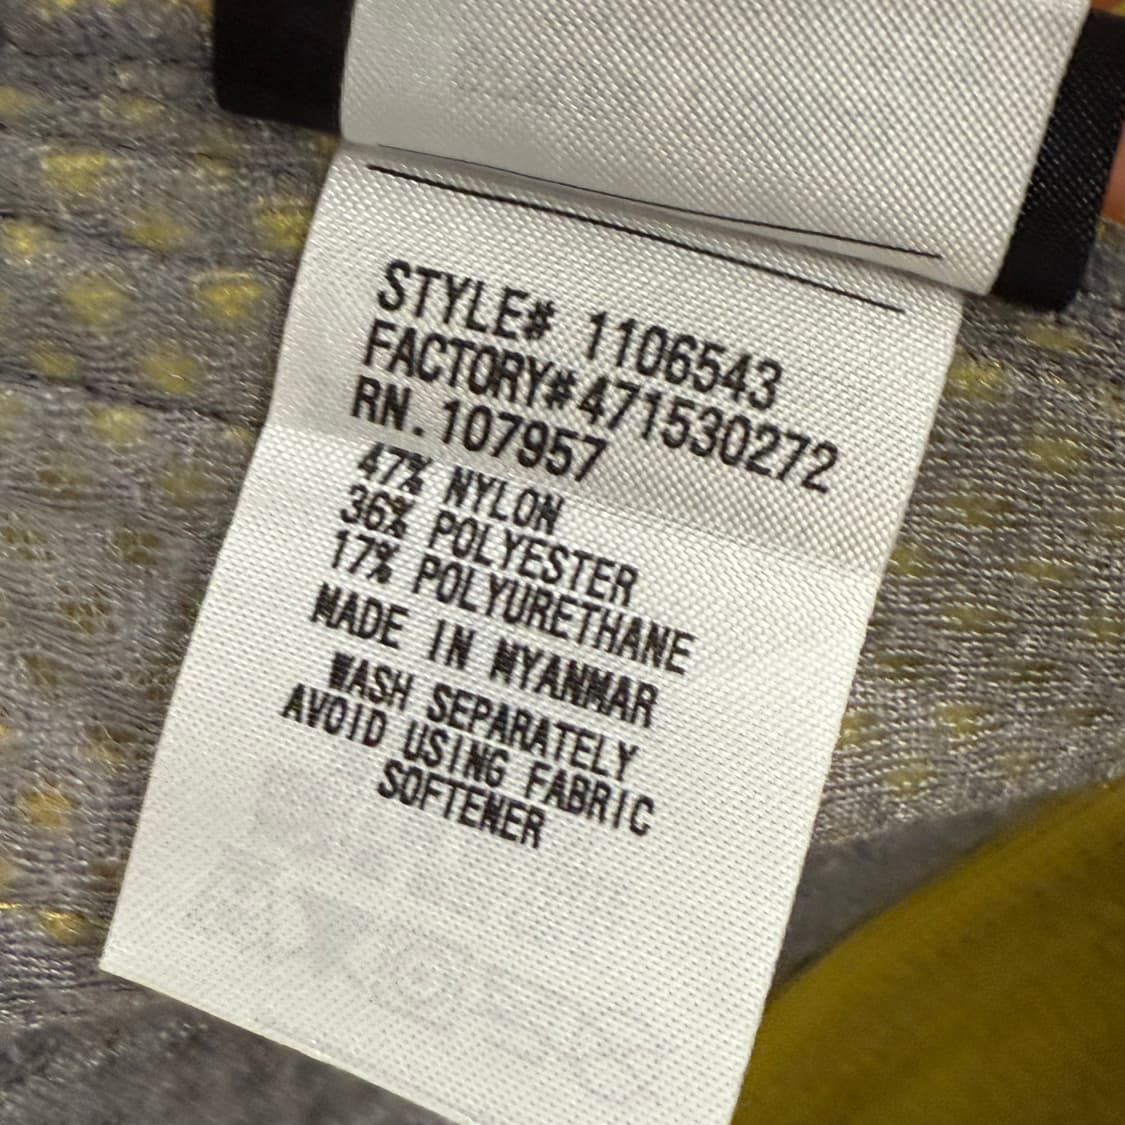 STYLE# 1106543
FACTORY#471530272
RN.107957
47% NYLON
36% POLYESTER
17% POLYURETHANE
MADE IN MYANMAR
WASH SEPARATELY
AVOID USING FABRIC
SOFTENER